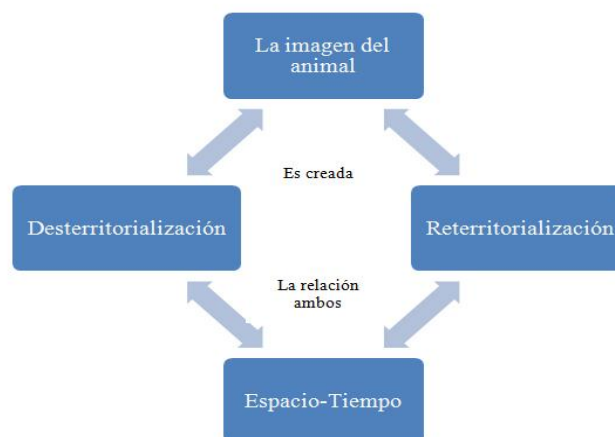 La imagen del
animal
Es creada
Desterritorialización
Reterritorialización
La relación
ambos
Espacio-Tiempo